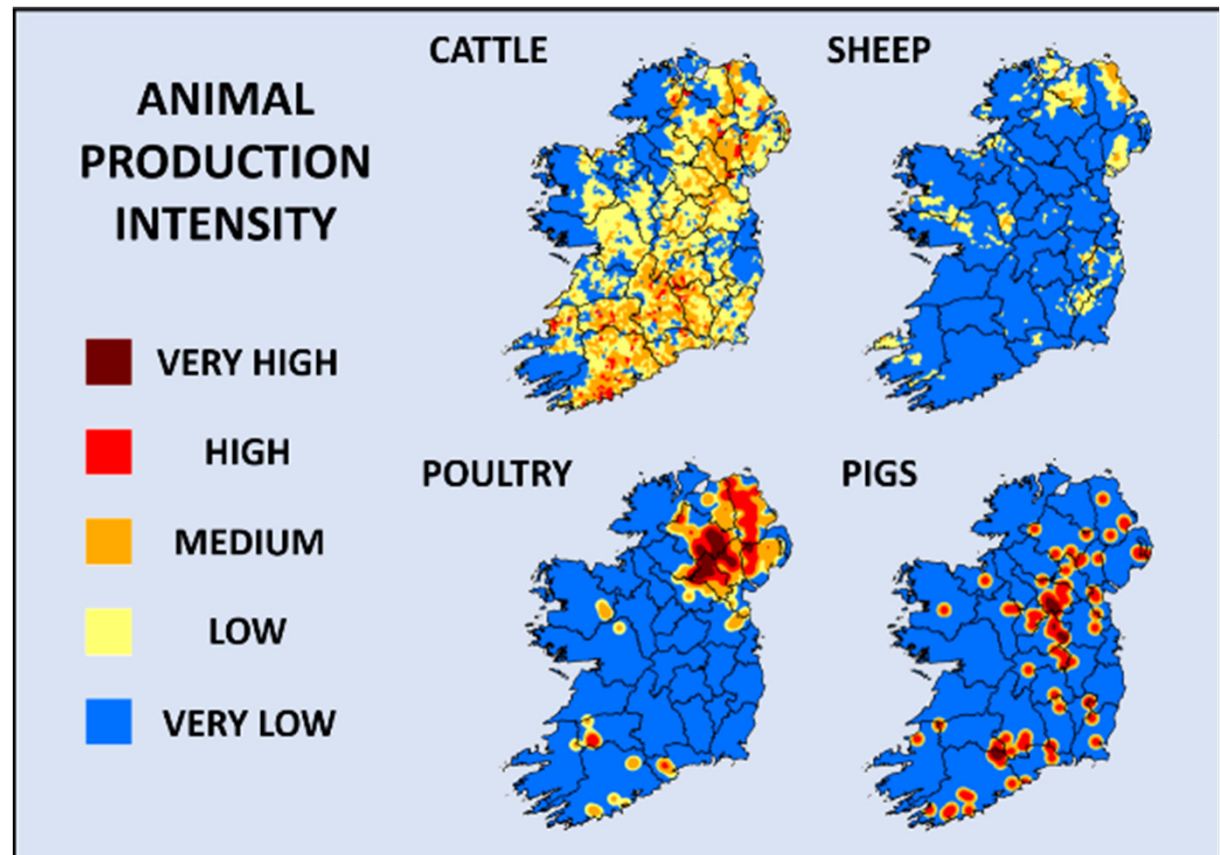 ANIMAL
PRODUCTION
INTENSITY
VERY HIGH
HIGH
MEDIUM
LOW
VERY LOW
CATTLE
SHEEP
POULTRY
PIGS